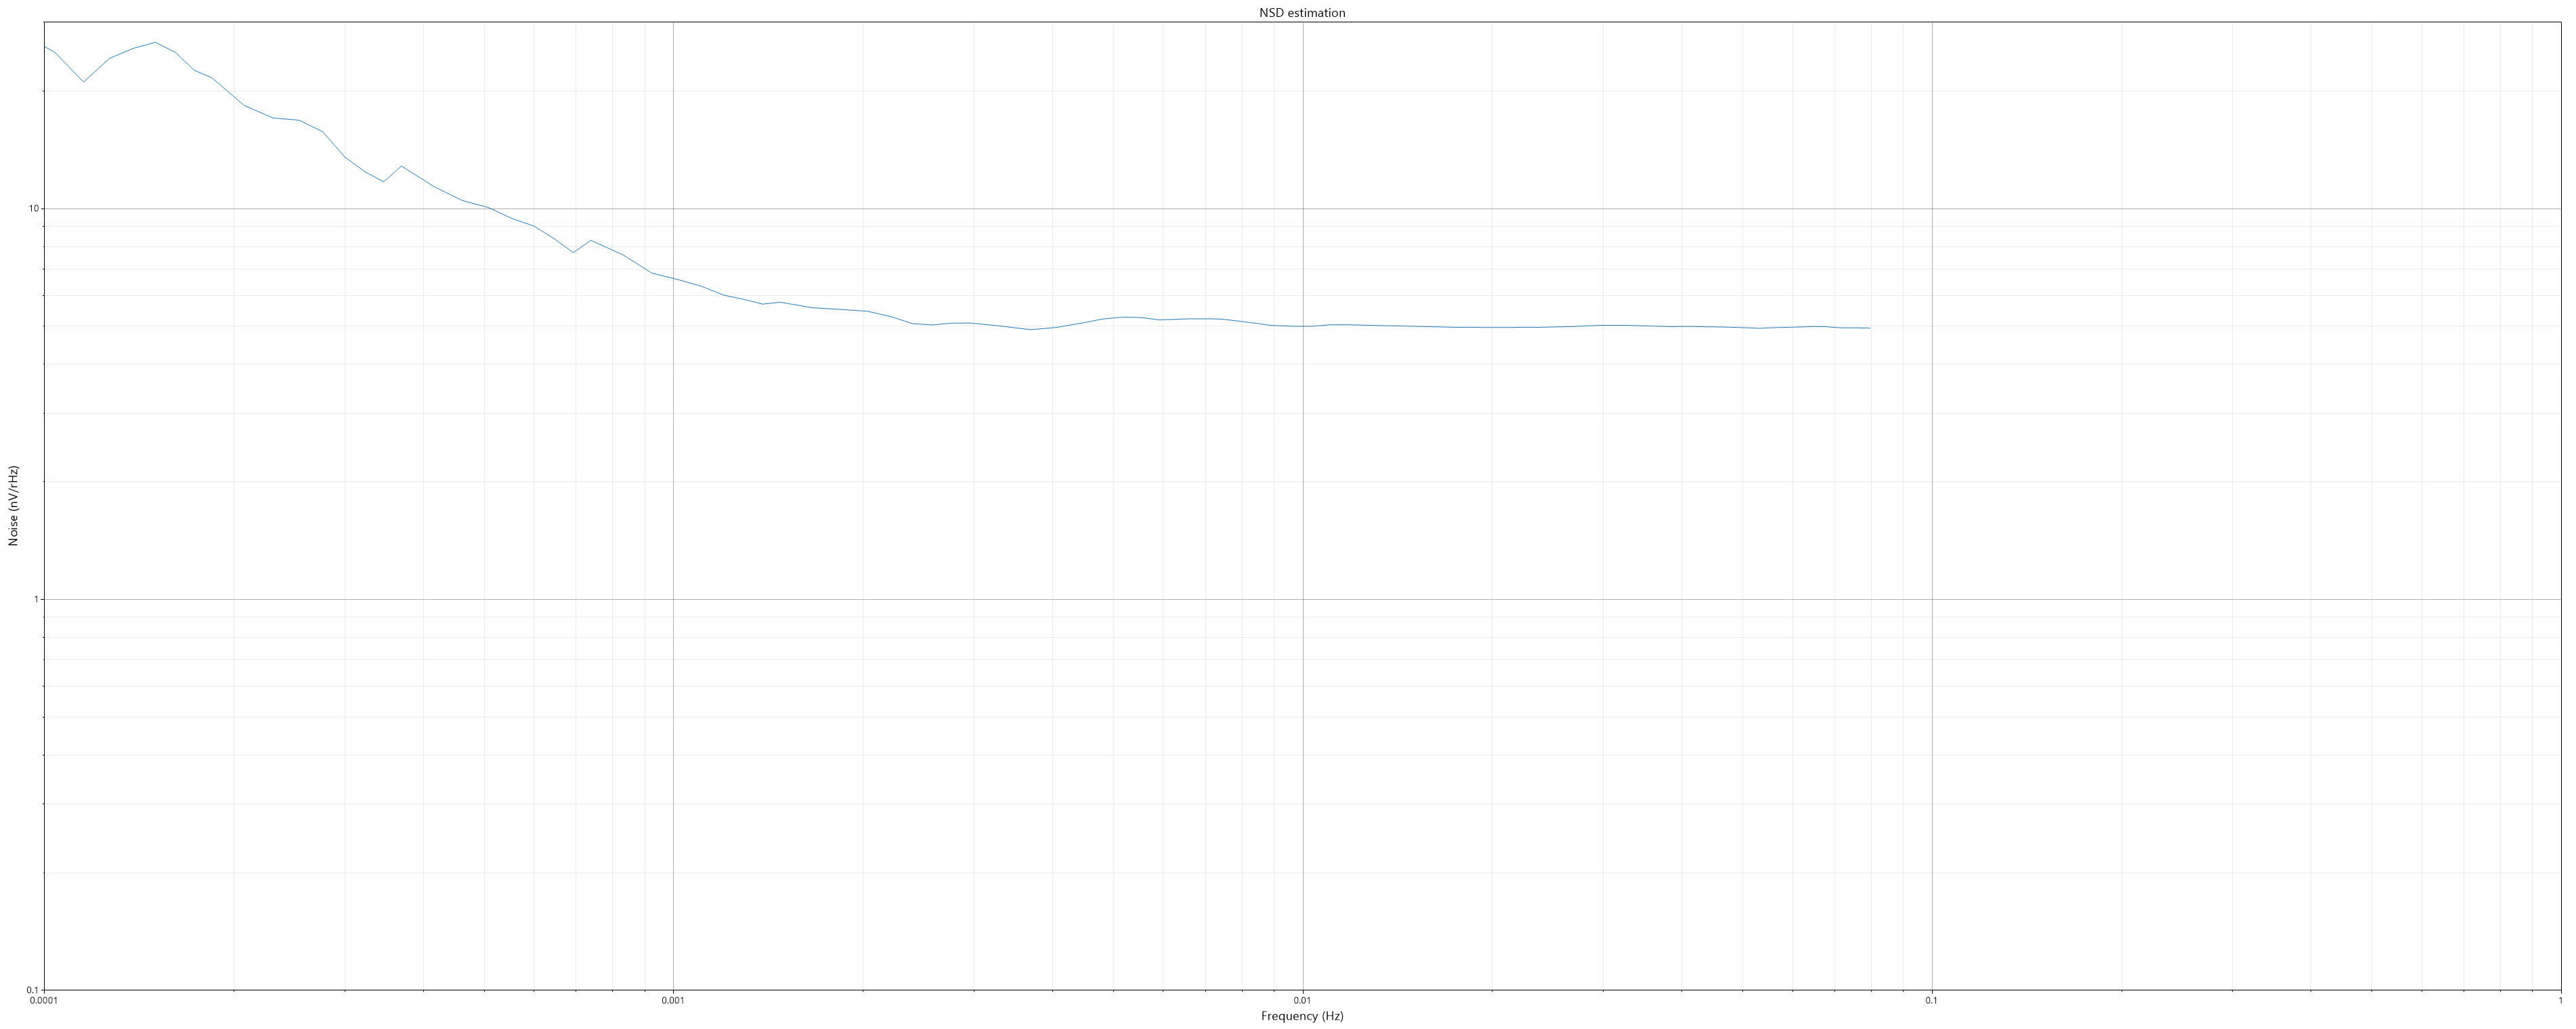 NSD estimation
Noise (nV/rHz)
10
1
0.1
0.0001
0.001
0.01
0.1
1
Frequency (Hz)